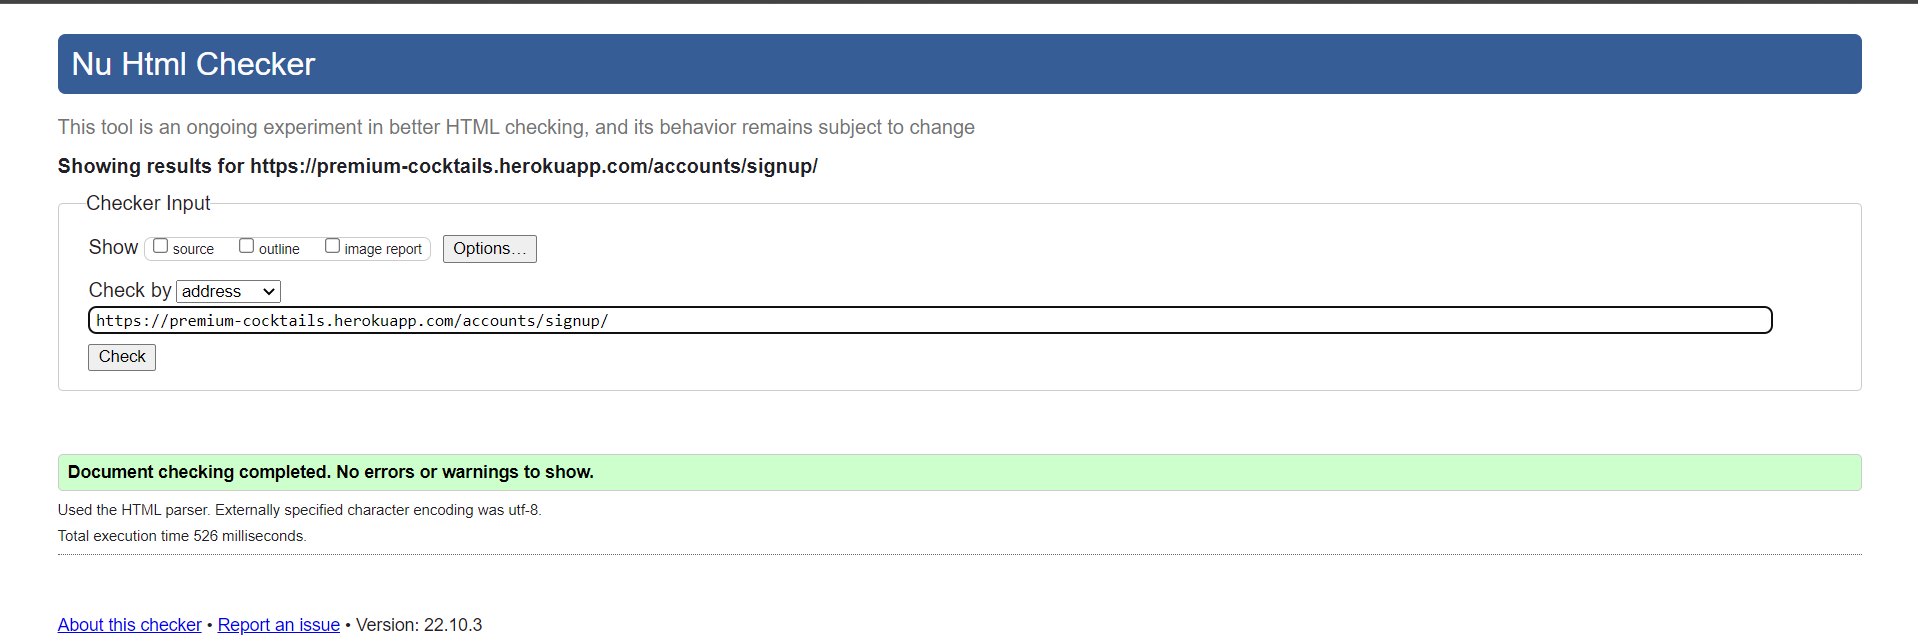 Nu Html Checker
This tool is an ongoing experiment in better HTML checking, and its behavior remains subject to change
Showing results for https://premium-cocktails.herokuapp.com/accounts/signup/
Checker Input
Show source outline image report Options...
Check by address
https://premium-cocktails.herokuapp.com/accounts/signup/
Check
Document checking completed. No errors or warnings to show.
Used the HTML parser. Externally specified character encoding was utf-8.
Total execution time 526 milliseconds.
About this checker • Report an issue • Version: 22.10.3